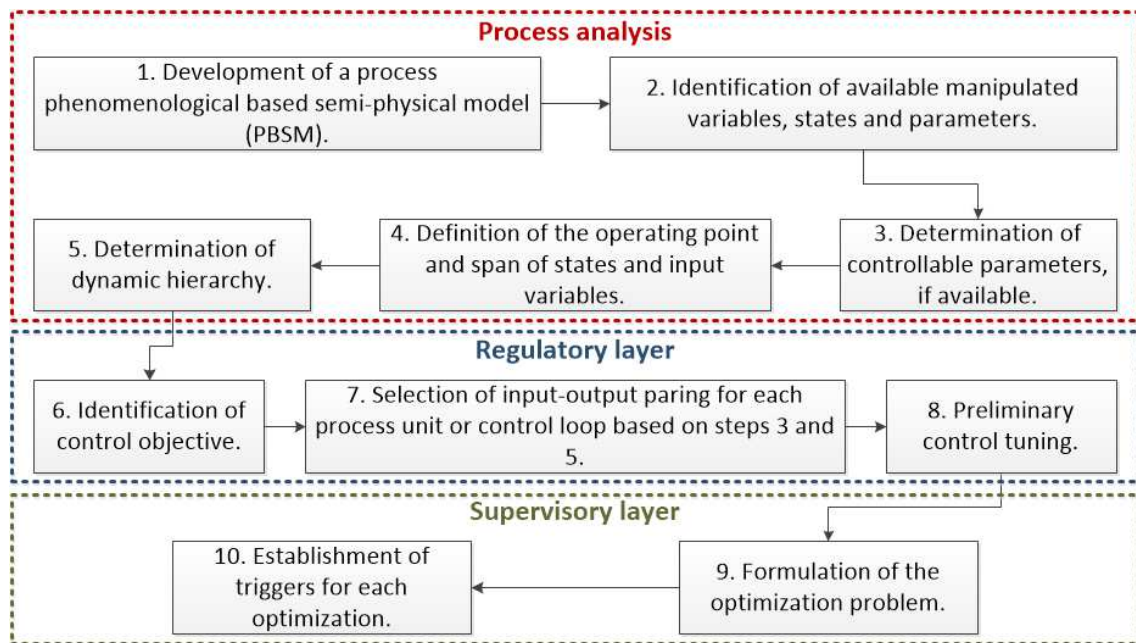 Process analysis
1. Development of a process
phenomenological based semi-physical model
(PBSM).
2. Identification of available manipulated
variables, states and parameters.
3. Determination of
controllable parameters,
if available.
4. Definition of the operating point
and span of states and input
variables.
5. Determination of
dynamic hierarchy.
Regulatory layer
6. Identification of
control objective.
7. Selection of input-output paring for each
process unit or control loop based on steps 3 and
5.
8. Preliminary
control tuning.
Supervisory layer
9. Formulation of the
optimization problem.
10. Establishment of
triggers for each
optimization.